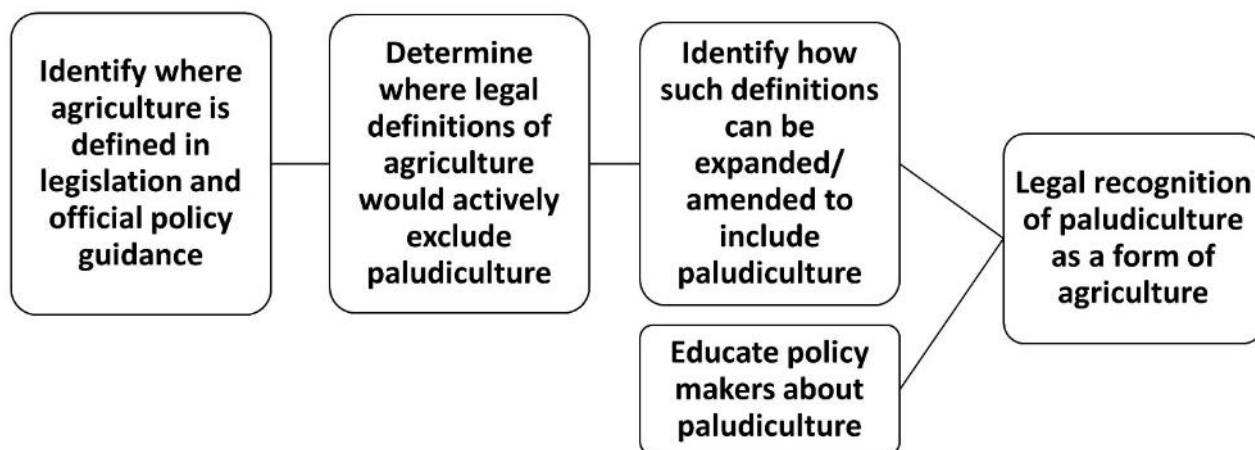 Identify where
agriculture is
defined in
legislation and
official policy
guidance
Determine
where legal
definitions of
agriculture
would actively
exclude
paludiculture
Identify how
such definitions
can be
expanded/
amended to
include
paludiculture
Educate policy
makers about
paludiculture
Legal recognition
of paludiculture
as a form of
agriculture